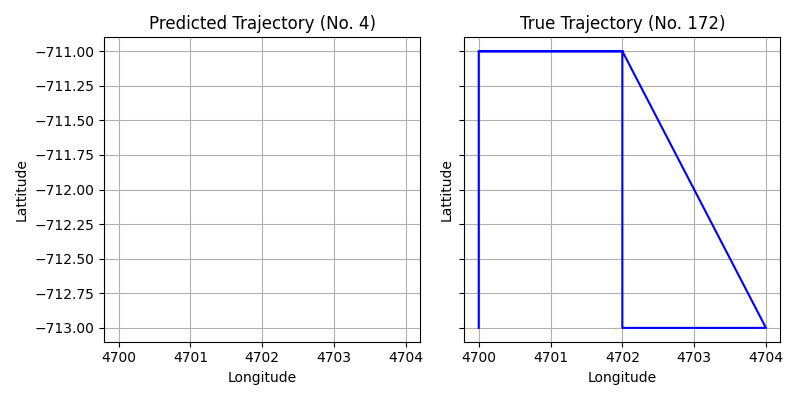 Predicted Trajectory (No. 4)
Lattitude
−711.00
−711.25
−711.50
−711.75
−712.00
−712.25
−712.50
−712.75
−713.00
4700 4701 4702 4703 4704
Longitude
True Trajectory (No. 172)
Lattitude
4700 4701 4702 4703 4704
Longitude